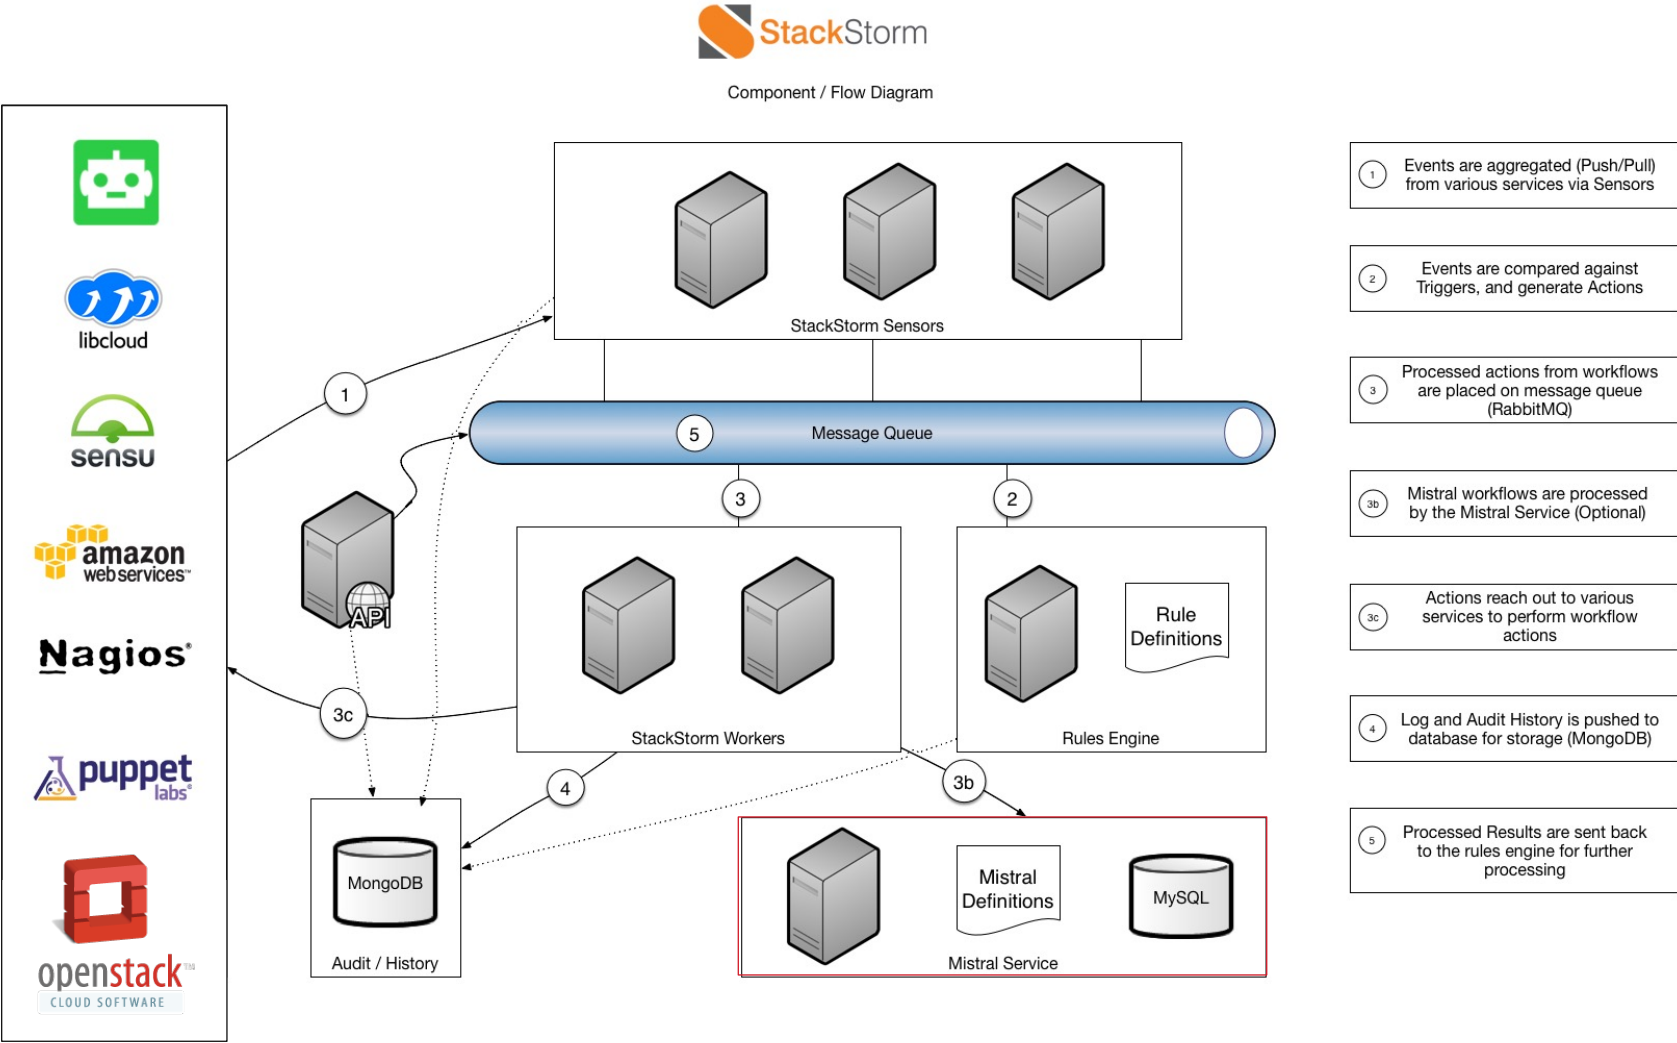 StackStorm
Component / Flow Diagram
libcloud
sensu
amazon
webservices™
Nagios®
puppet
labs®
openstack™
CLOUD SOFTWARE
StackStorm Sensors
1
5
Message Queue
3
2
API
StackStorm Workers
Rule
Definitions
Rules Engine
3c
4
3b
MongoDB
Audit / History
Mistral
Definitions
MySQL
Mistral Service
1
Events are aggregated (Push/Pull)
from various services via Sensors
2
Events are compared against
Triggers, and generate Actions
3
Processed actions from workflows
are placed on message queue
(RabbitMQ)
3b
Mistral workflows are processed
by the Mistral Service (Optional)
3c
Actions reach out to various
services to perform workflow
actions
4
Log and Audit History is pushed to
database for storage (MongoDB)
5
Processed Results are sent back
to the rules engine for further
processing